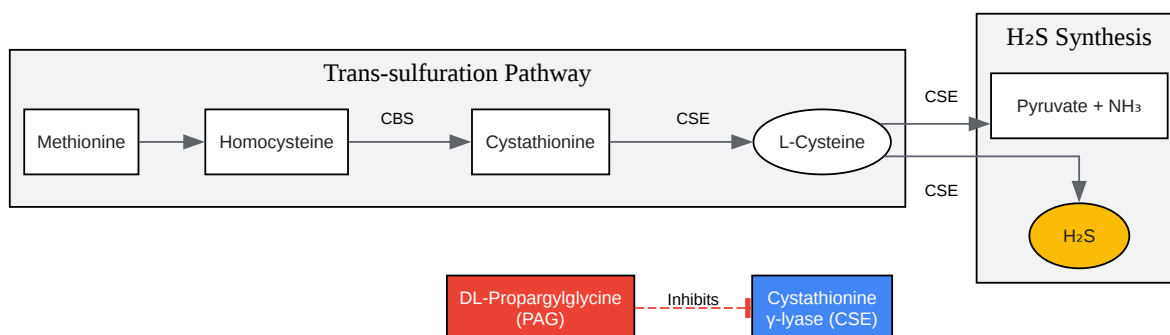 H₂S Synthesis
Trans-sulfuration Pathway
CSE
Pyruvate + NH₃
CBS
CSE
Methionine
Homocysteine
Cystathionine
L-Cysteine
CSE
H₂S
DL-Propargylglycine
(PAG)
Inhibits
Cystathionine
γ-lyase (CSE)